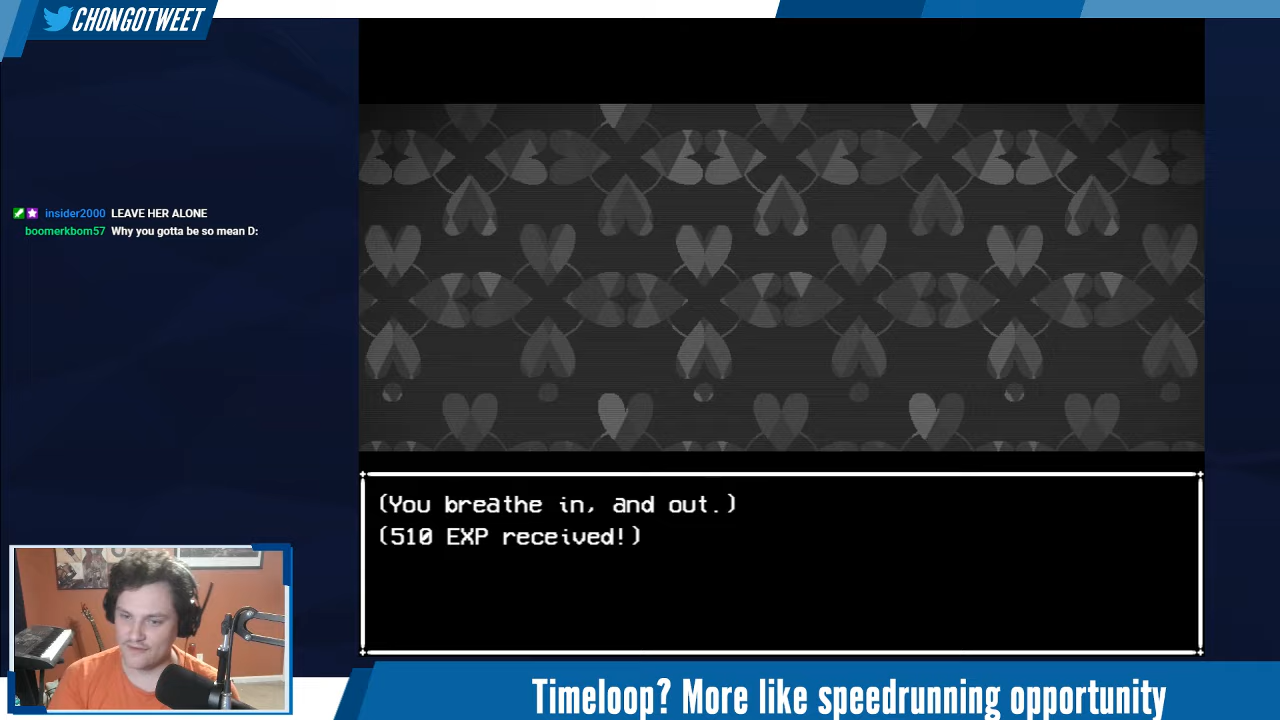 CHONGOTWEET
insider2000 LEAVE HER ALONE
boomerkbom57 Why you gotta be so mean D:
(You breathe in, and out.)
(510 EXP received!)
Timeloop? More like speedrunning opportunity